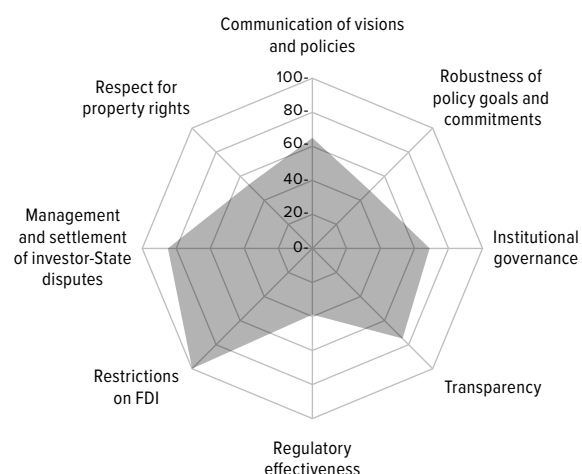 Communication of visions
and policies
Robustness of
policy goals and
commitments
Institutional
governance
Transparency
Regulatory
effectiveness
Restrictions
on FDI
Management
and settlement
of investor-State
disputes
Respect for
property rights
100-
80-
60-
40-
20-
0-